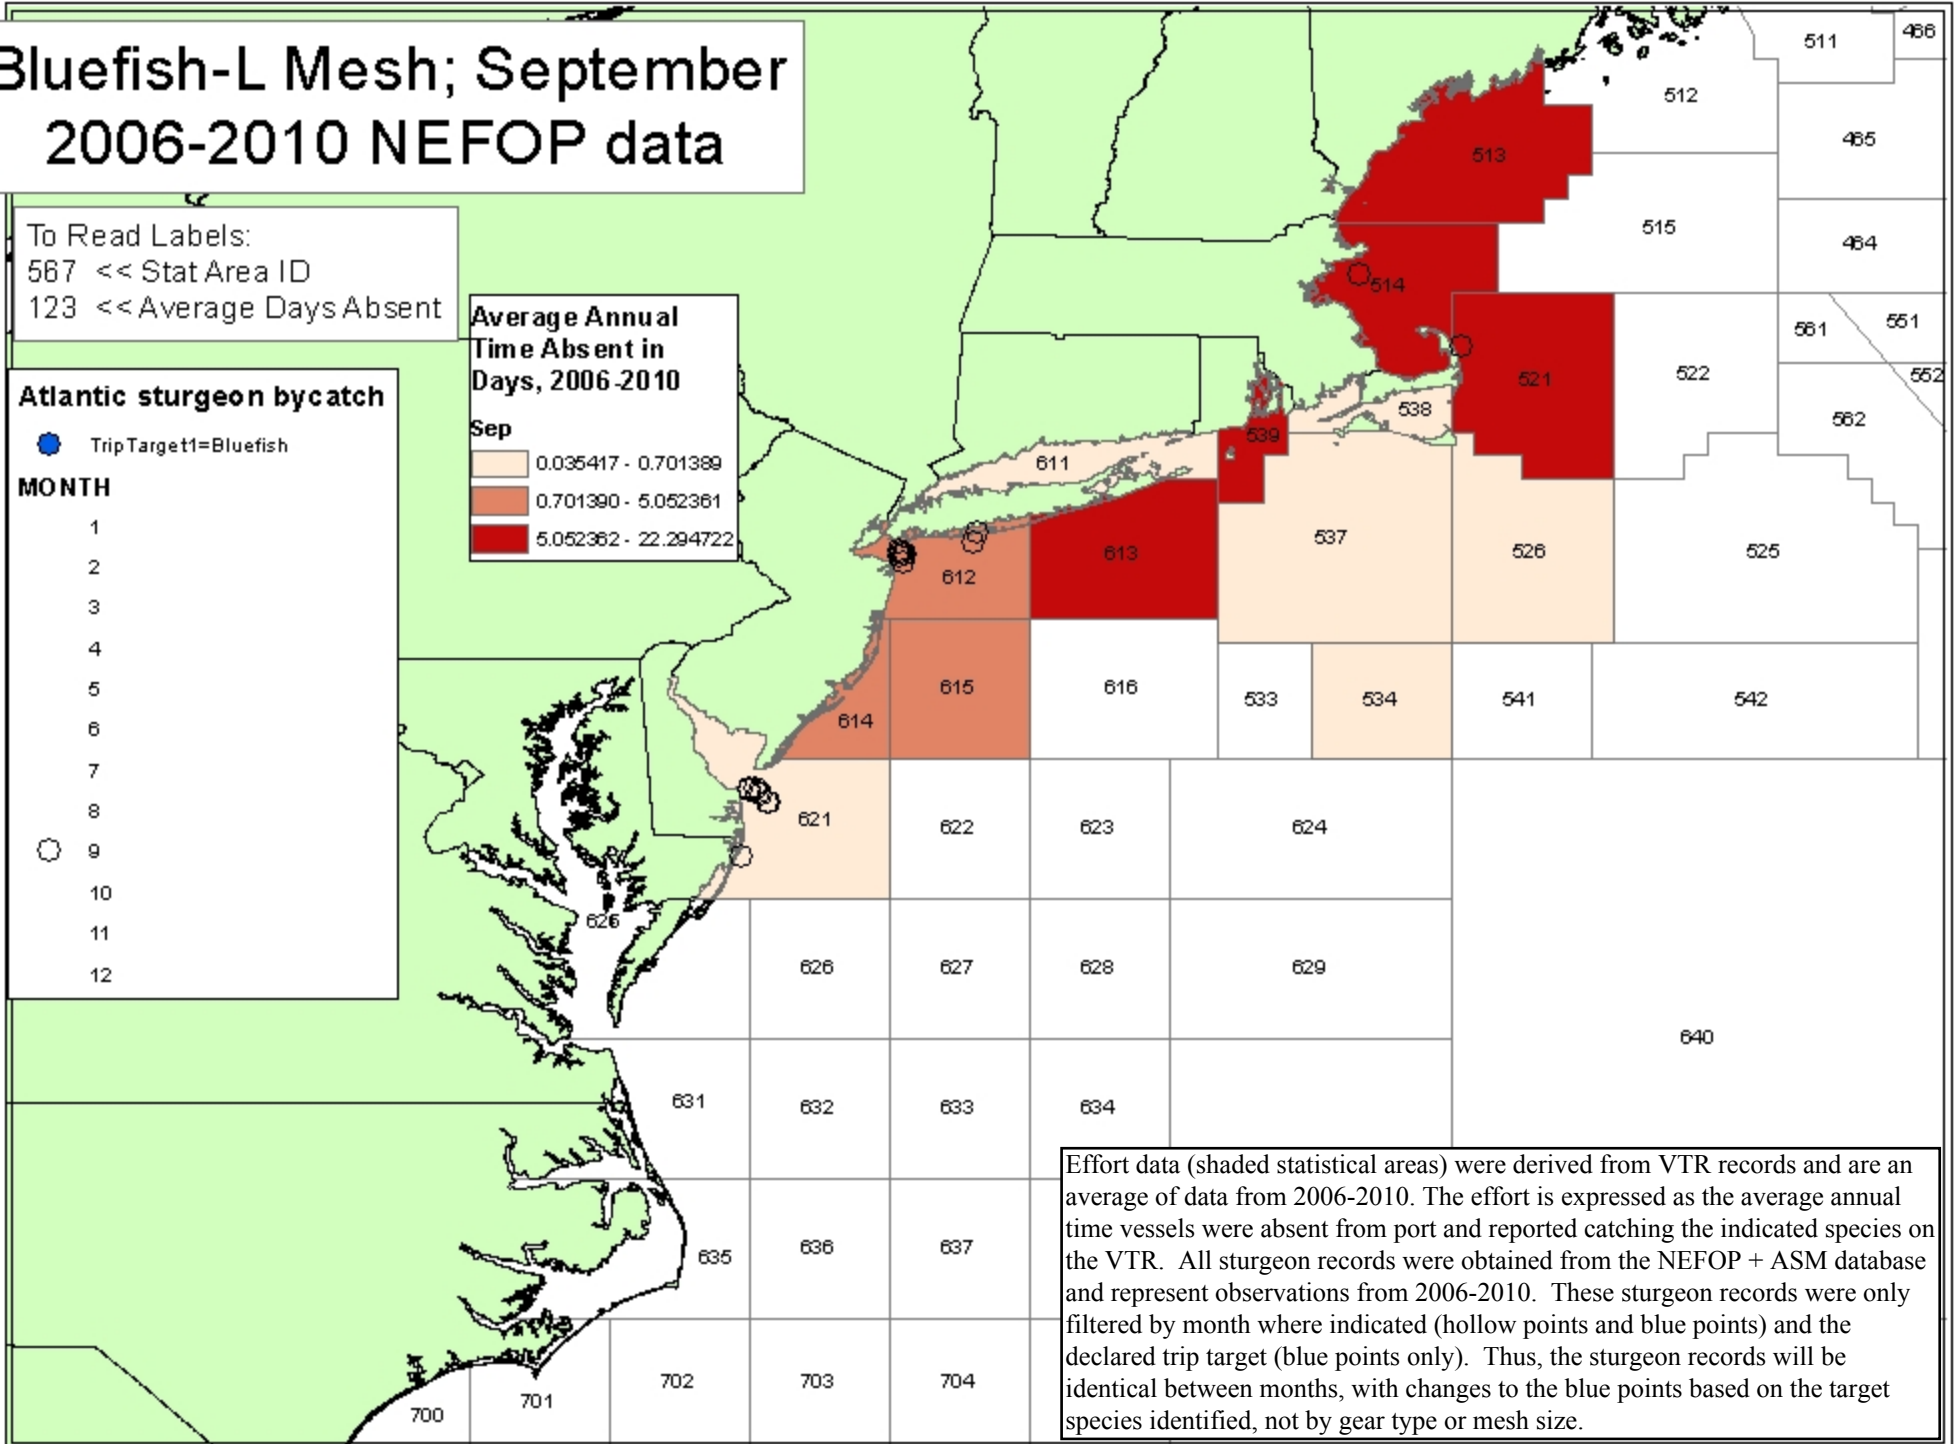 Bluefish-L Mesh; September
2006-2010 NEFOP data
To Read Labels:
567 << Stat Area ID
123 << Average Days Absent
Average Annual
Time Absent in
Days, 2006-2010
Sep
0.035417 - 0.701389
0.701390 - 5.052361
5.052362 - 22.294722
Atlantic sturgeon bycatch
TripTarget1=Bluefish
MONTH
1
2
3
4
5
6
7
8
9
10
11
12
511
466
512
465
513
515
464
514
561
551
521
522
552
538
562
539
611
537
526
525
613
612
615
616
533
534
541
542
614
621
622
623
624
625
626
627
628
629
640
631
632
633
634
635
636
637
700
701
702
703
704
Effort data (shaded statistical areas) were derived from VTR records and are an
average of data from 2006-2010. The effort is expressed as the average annual
time vessels were absent from port and reported catching the indicated species on
the VTR. All sturgeon records were obtained from the NEFOP + ASM database
and represent observations from 2006-2010. These sturgeon records were only
filtered by month where indicated (hollow points and blue points) and the
declared trip target (blue points only). Thus, the sturgeon records will be
identical between months, with changes to the blue points based on the target
species identified, not by gear type or mesh size.